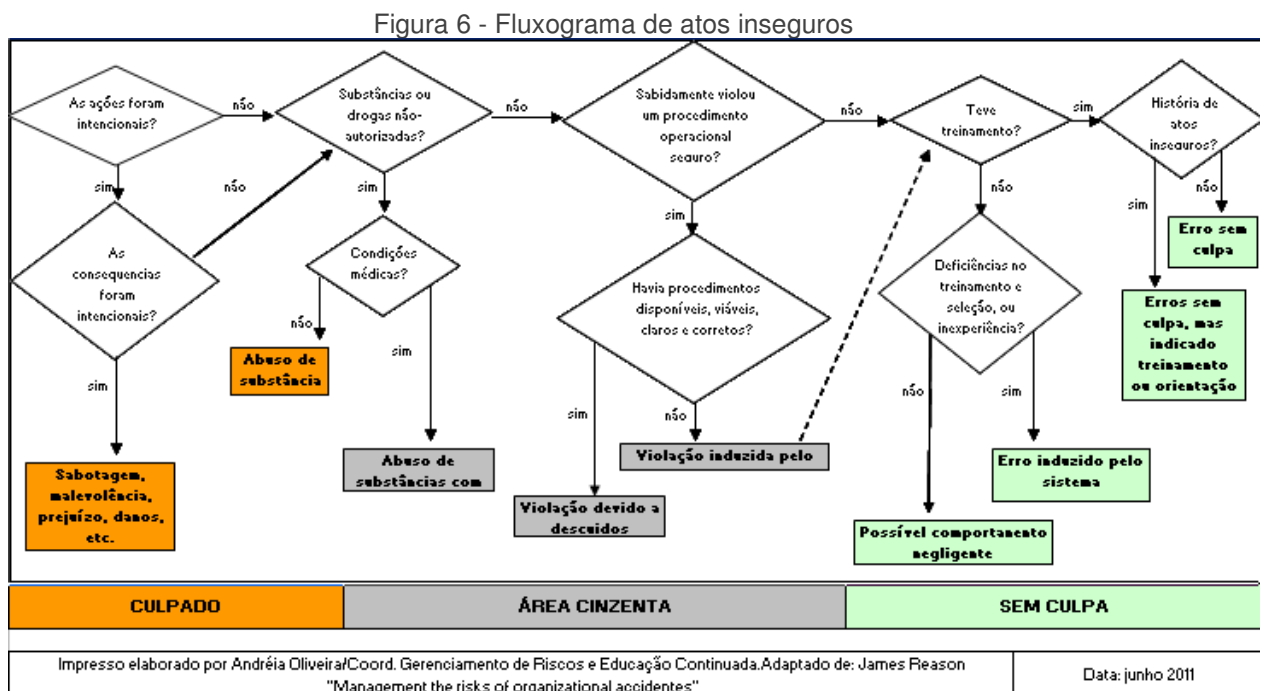 Figura 6 - Fluxograma de atos inseguros
As ações foram
intencionais?
não
Substâncias ou
drogas não-
autorizadas?
não
Sabidamente violou
um procedimento
operacional
seguro?
não
Teve
treinamento?
sim
História de
atos
inseguros?
sim
não
sim
sim
não
sim
não
As
consequencias
foram
intencionais!
Condições
médicas?
Havia procedimentos
disponíveis, viáveis,
claros e corretos?
Deficiências no
treinamento e
seleção, ou
inexperiência?
Erro sem
culpa
Erros sem
culpa, mas
indicado
treinamento
ou orientação
não
sim
sim
sim
não
não
sim
Abuso de
substância
Sabotagem,
malevolência,
prejuízo, danos,
etc.
Abuso de
substâncias com
Violação induzida pelo
Violação devido a
descuidos
Erro induzido pelo
sistema
Possível comportanento
negligente
CULPADO
ÁREA CINZENTA
SEM CULPA
Impresso elaborado por Andréia Oliveira/Coord. Gerenciamento de Riscos e Educação Continuada.Adaptado de: James Reason
"Management the risks of organizational accidentes"
Data: junho 2011